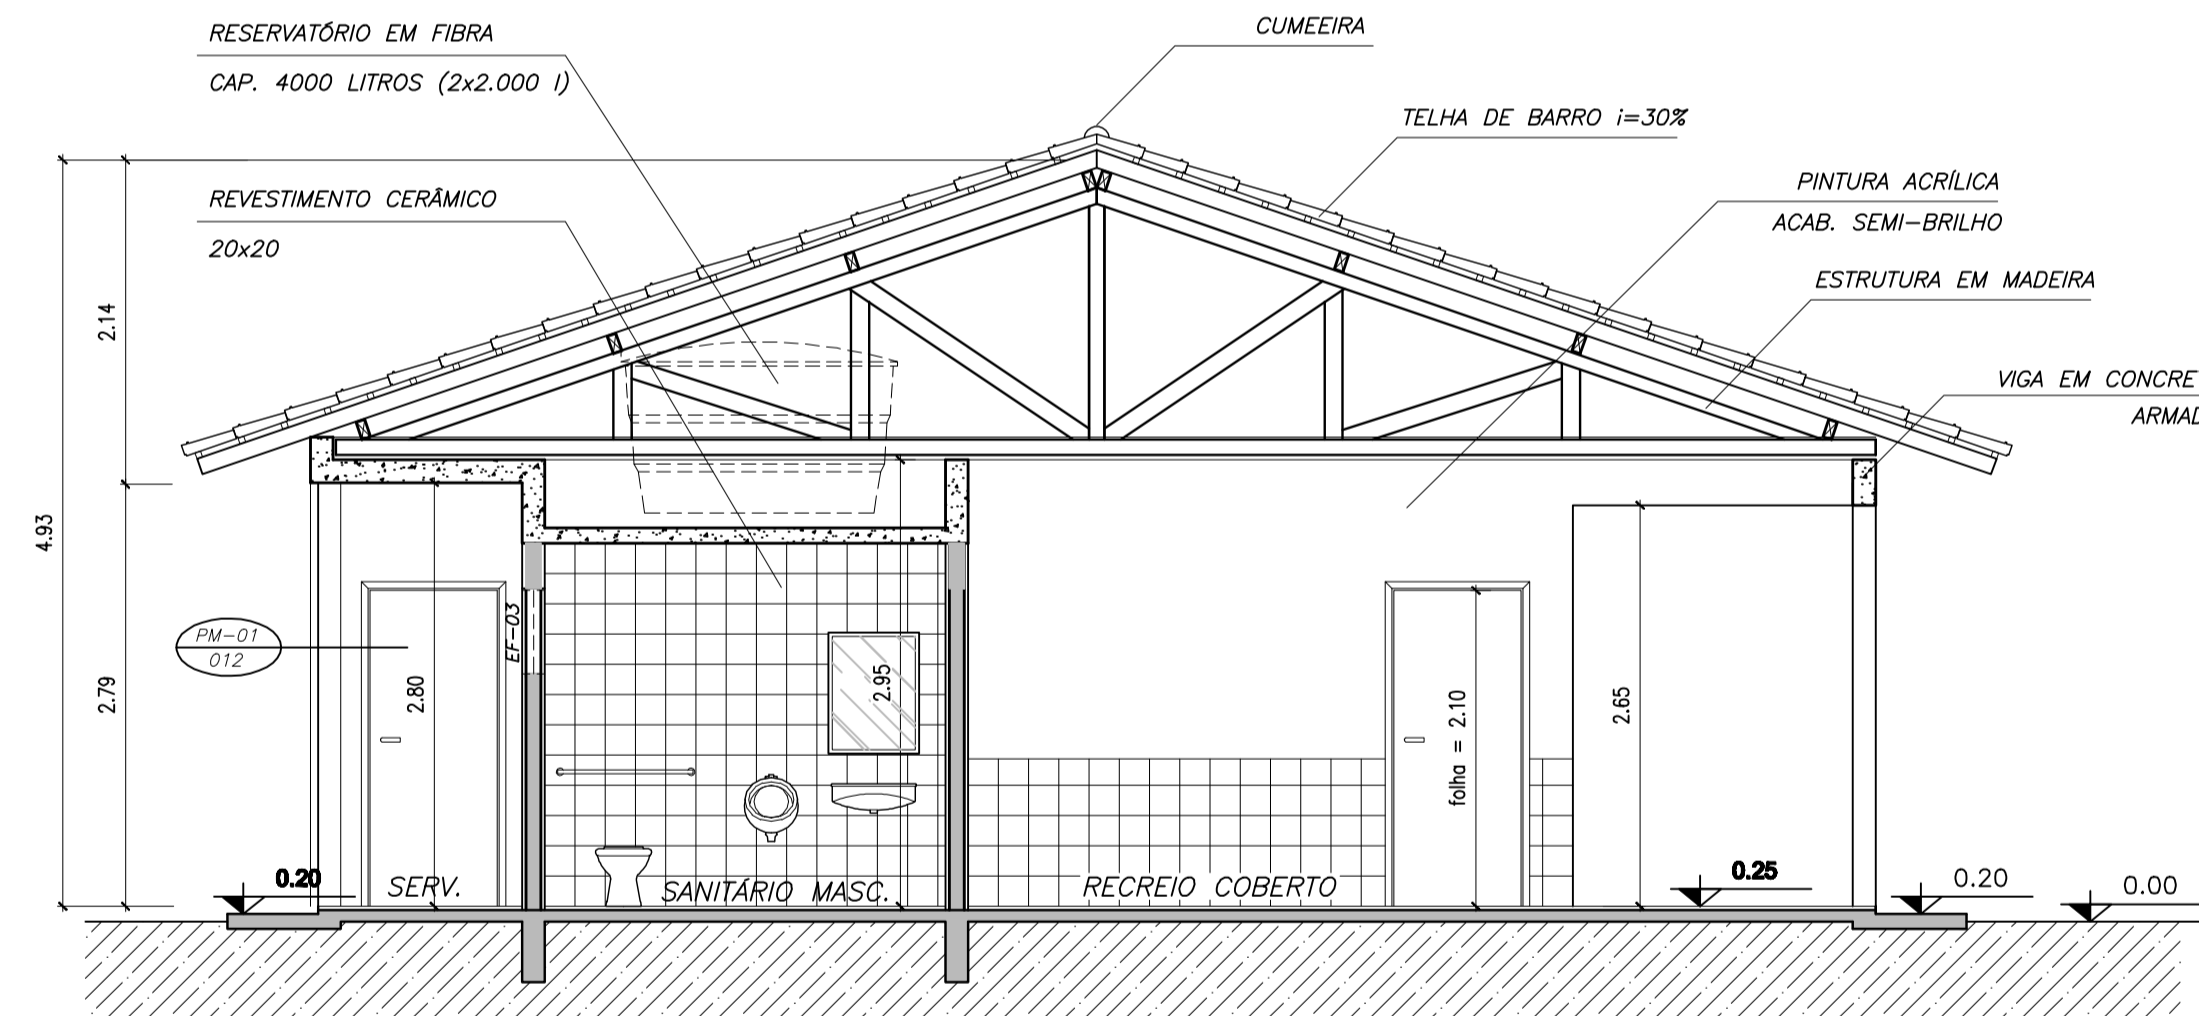 RESERVATÓRIO EM FIBRA
CAP. 4000 LITROS (2x2.000 l)
CUMEEIRA
TELHA DE BARRO i=30%
REVESTIMENTO CERÂMICO
20x20
PINTURA ACRÍLICA
ACAB. SEMI-BRILHO
ESTRUTURA EM MADEIRA
VIGA EM CONCRE
ARMAD
2.14
4.93
2.79
PM-01
012
2.80
EF-03
2.95
folha = 2.10
2.65
0.20
SERV.
SANITÁRIO MASC.
RECREIO COBERTO
0.25
0.20
0.00